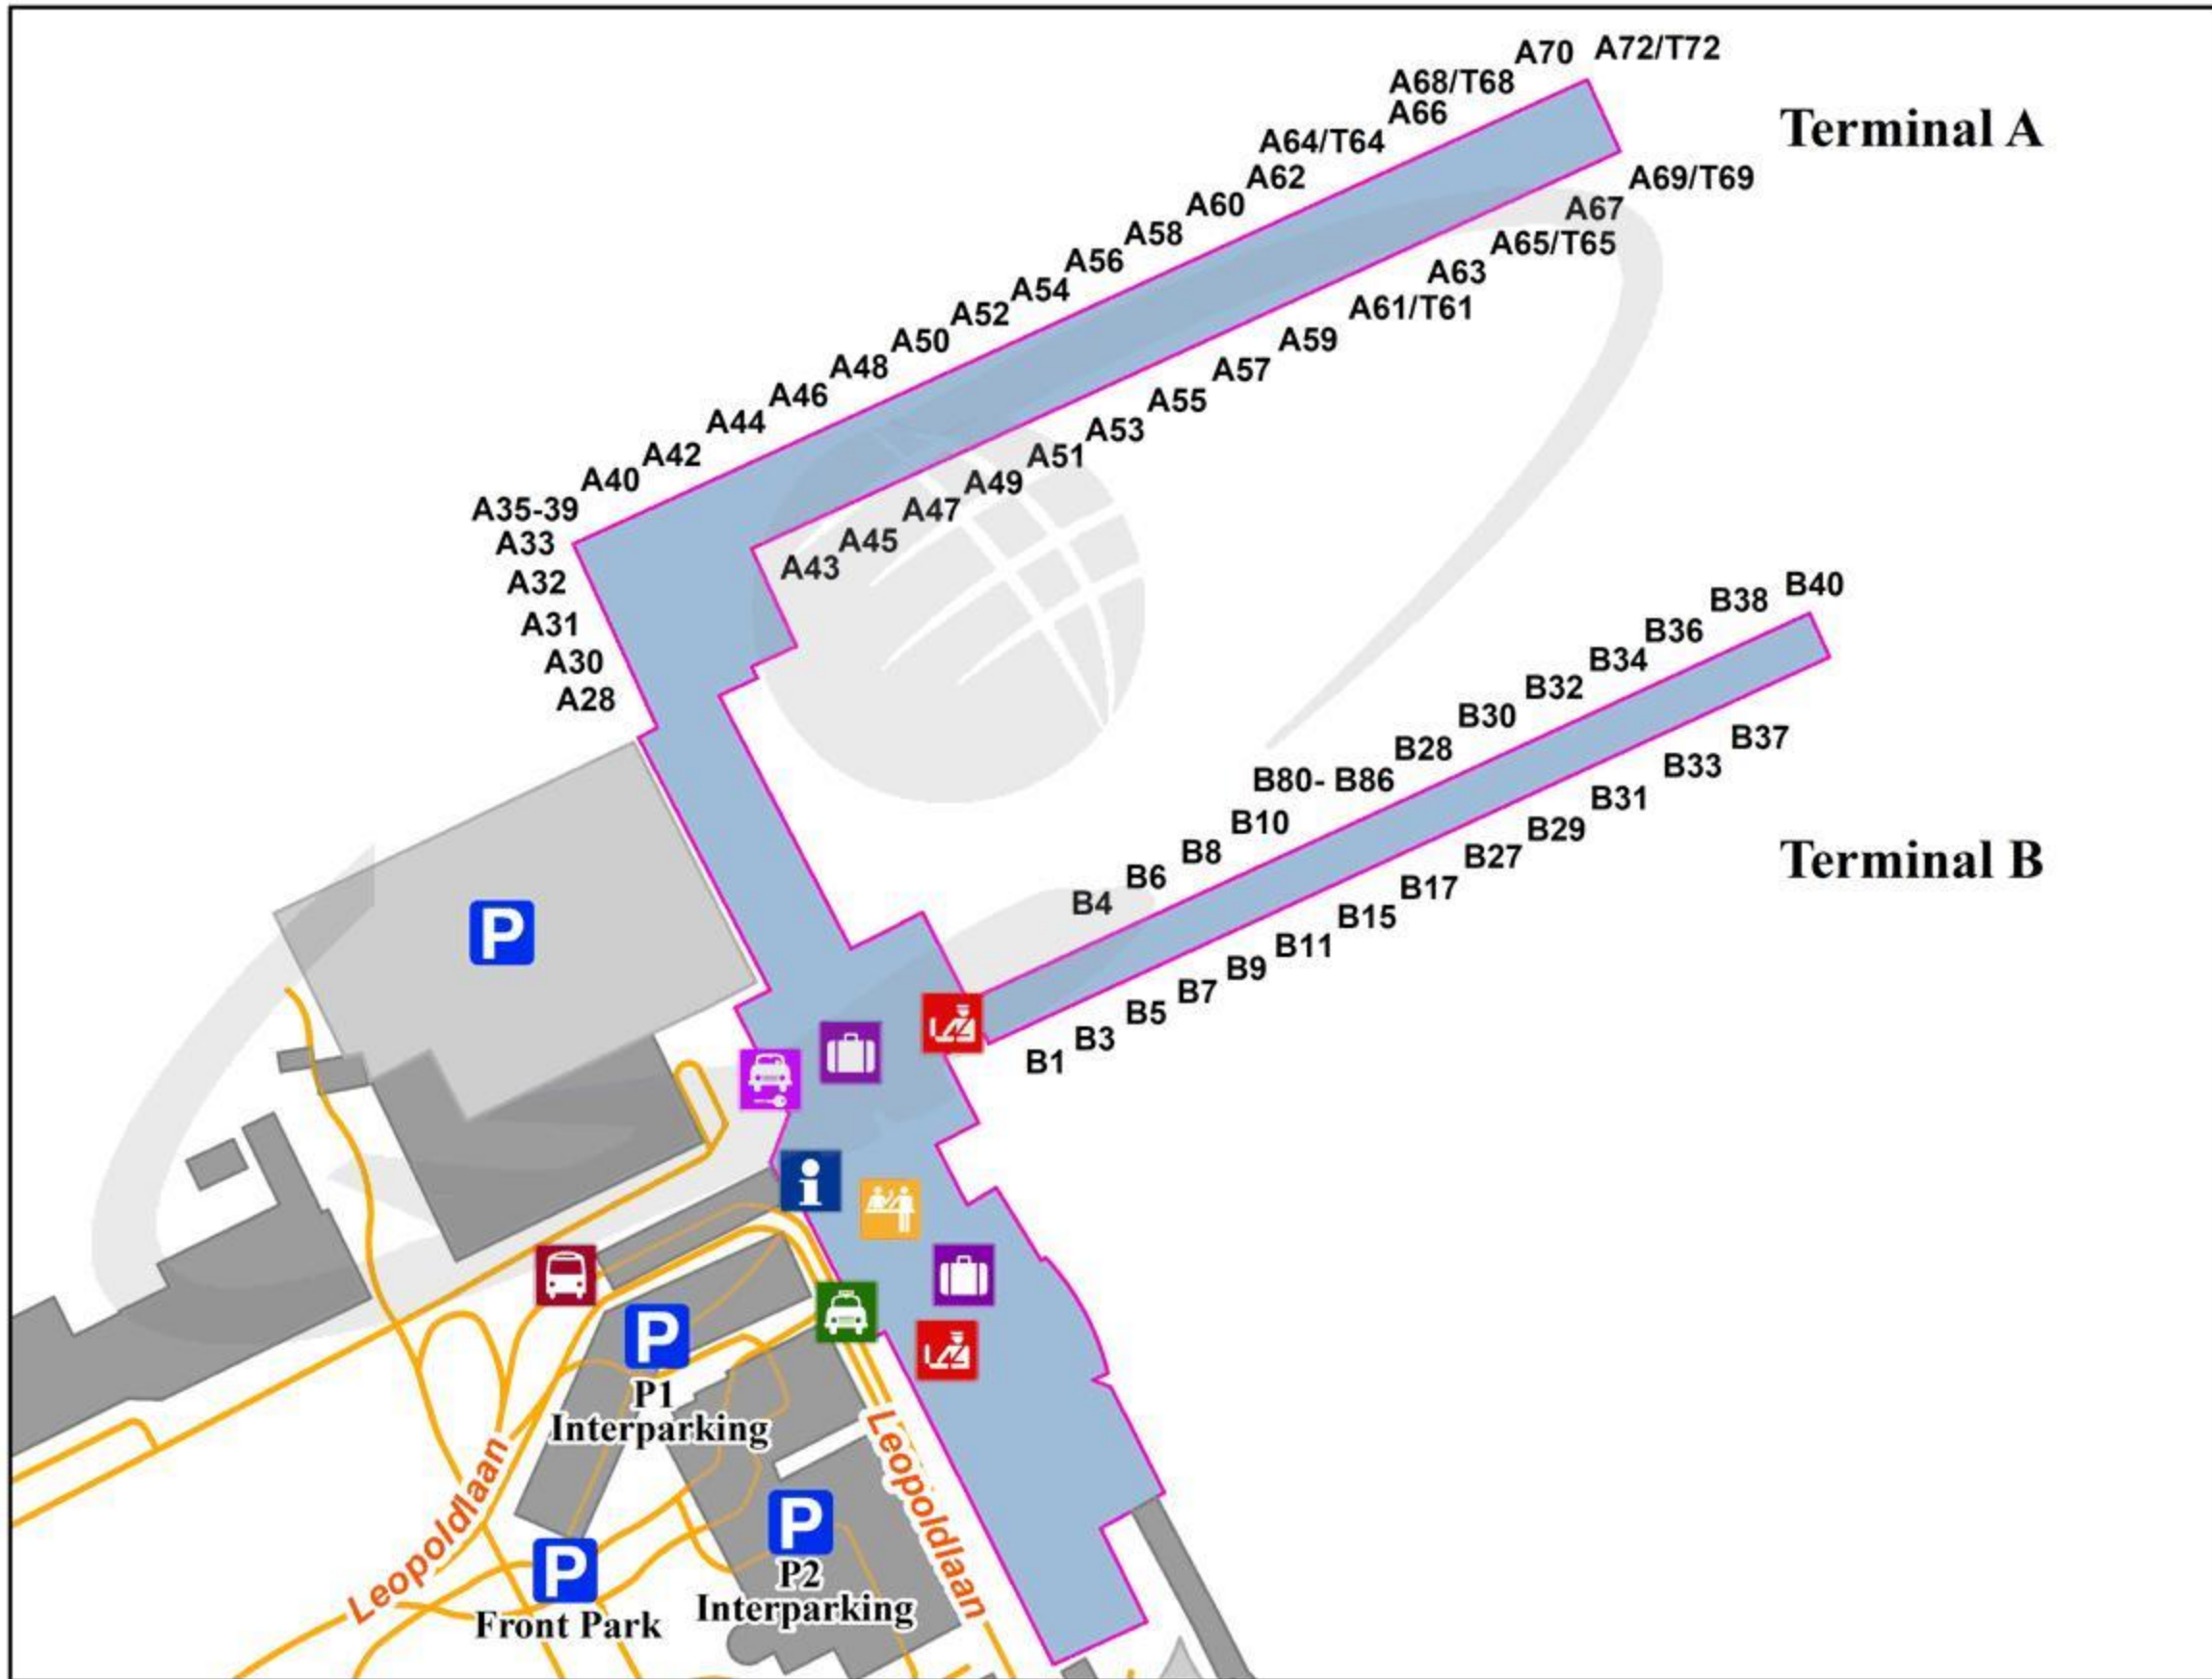 A70
A72/T72
A68/T68
A66
A64/T64
A62
A60
A58
A56
A54
A52
A50
A48
A46
A44
A42
A40
A35-39
A33
A32
A31
A30
A28
Terminal A
A69/T69
A67
A65/T65
A63
A61/T61
A59
A57
A55
A53
A51
A49
A47
A45
A43
B40
B38
B36
B34
B32
B30
B28
B80- B86
B10
B8
B6
B4
Terminal B
B37
B33
B31
B29
B27
B17
B15
B11
B9
B7
B5
B3
B1
P
P
P1
Interparking
Leopoldlaan
Leopoldlaan
P
P2
Interparking
P
Front Park